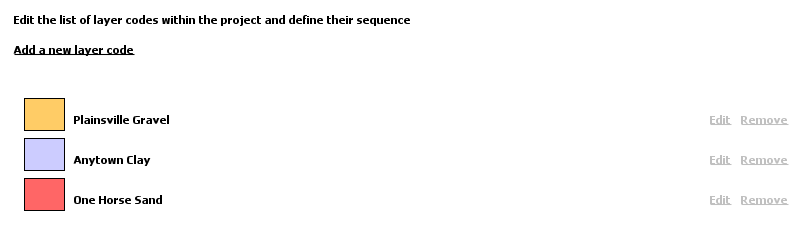 Edit the list of layer codes within the project and define their sequence
Add a new layer code
Plainsville Gravel Edit Remove
Anytown Clay Edit Remove
One Horse Sand Edit Remove